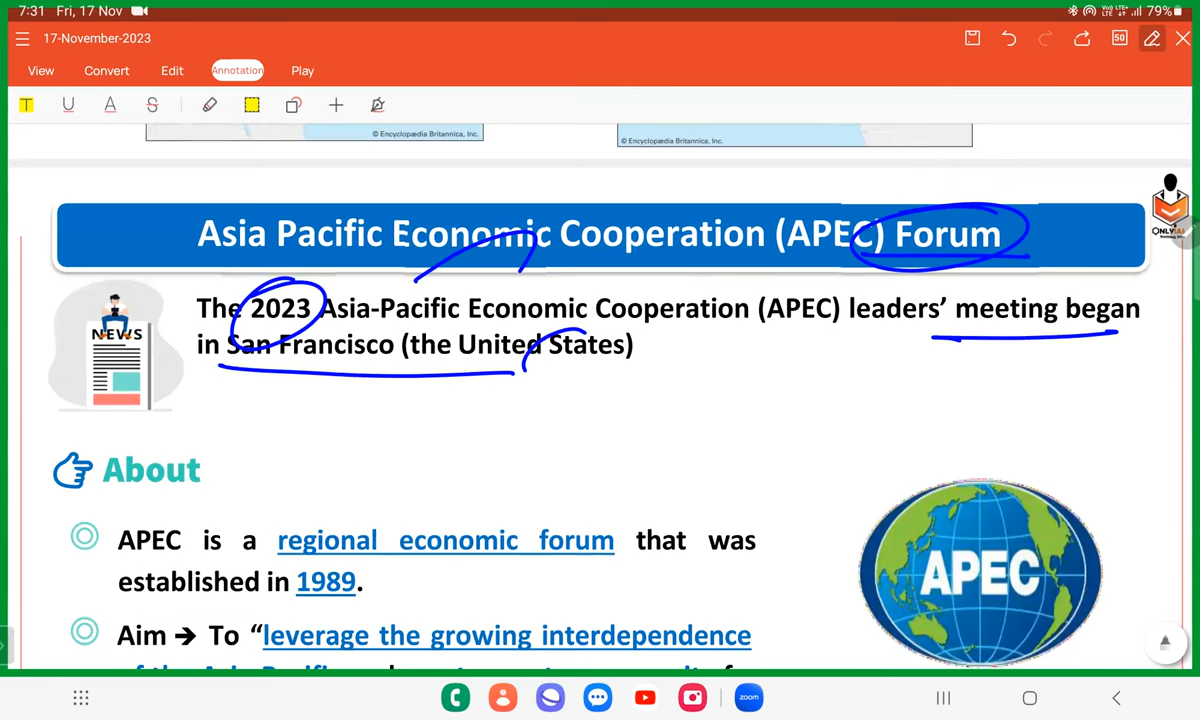 7:31 Fri, 17 Nov
79%
17-November-2023
50
View Convert Edit Annotation Play
T U A S
© Encyclopædia Britannica, Inc.
© Encyclopædia Britannica, Inc.
Asia Pacific Economic Cooperation (APEC) Forum
The 2023 Asia-Pacific Economic Cooperation (APEC) leaders’ meeting began
in San Francisco (the United States)
NEWS
About
APEC is a regional economic forum that was
established in 1989.
Aim ➔ To “leverage the growing interdependence
APEC
zoom